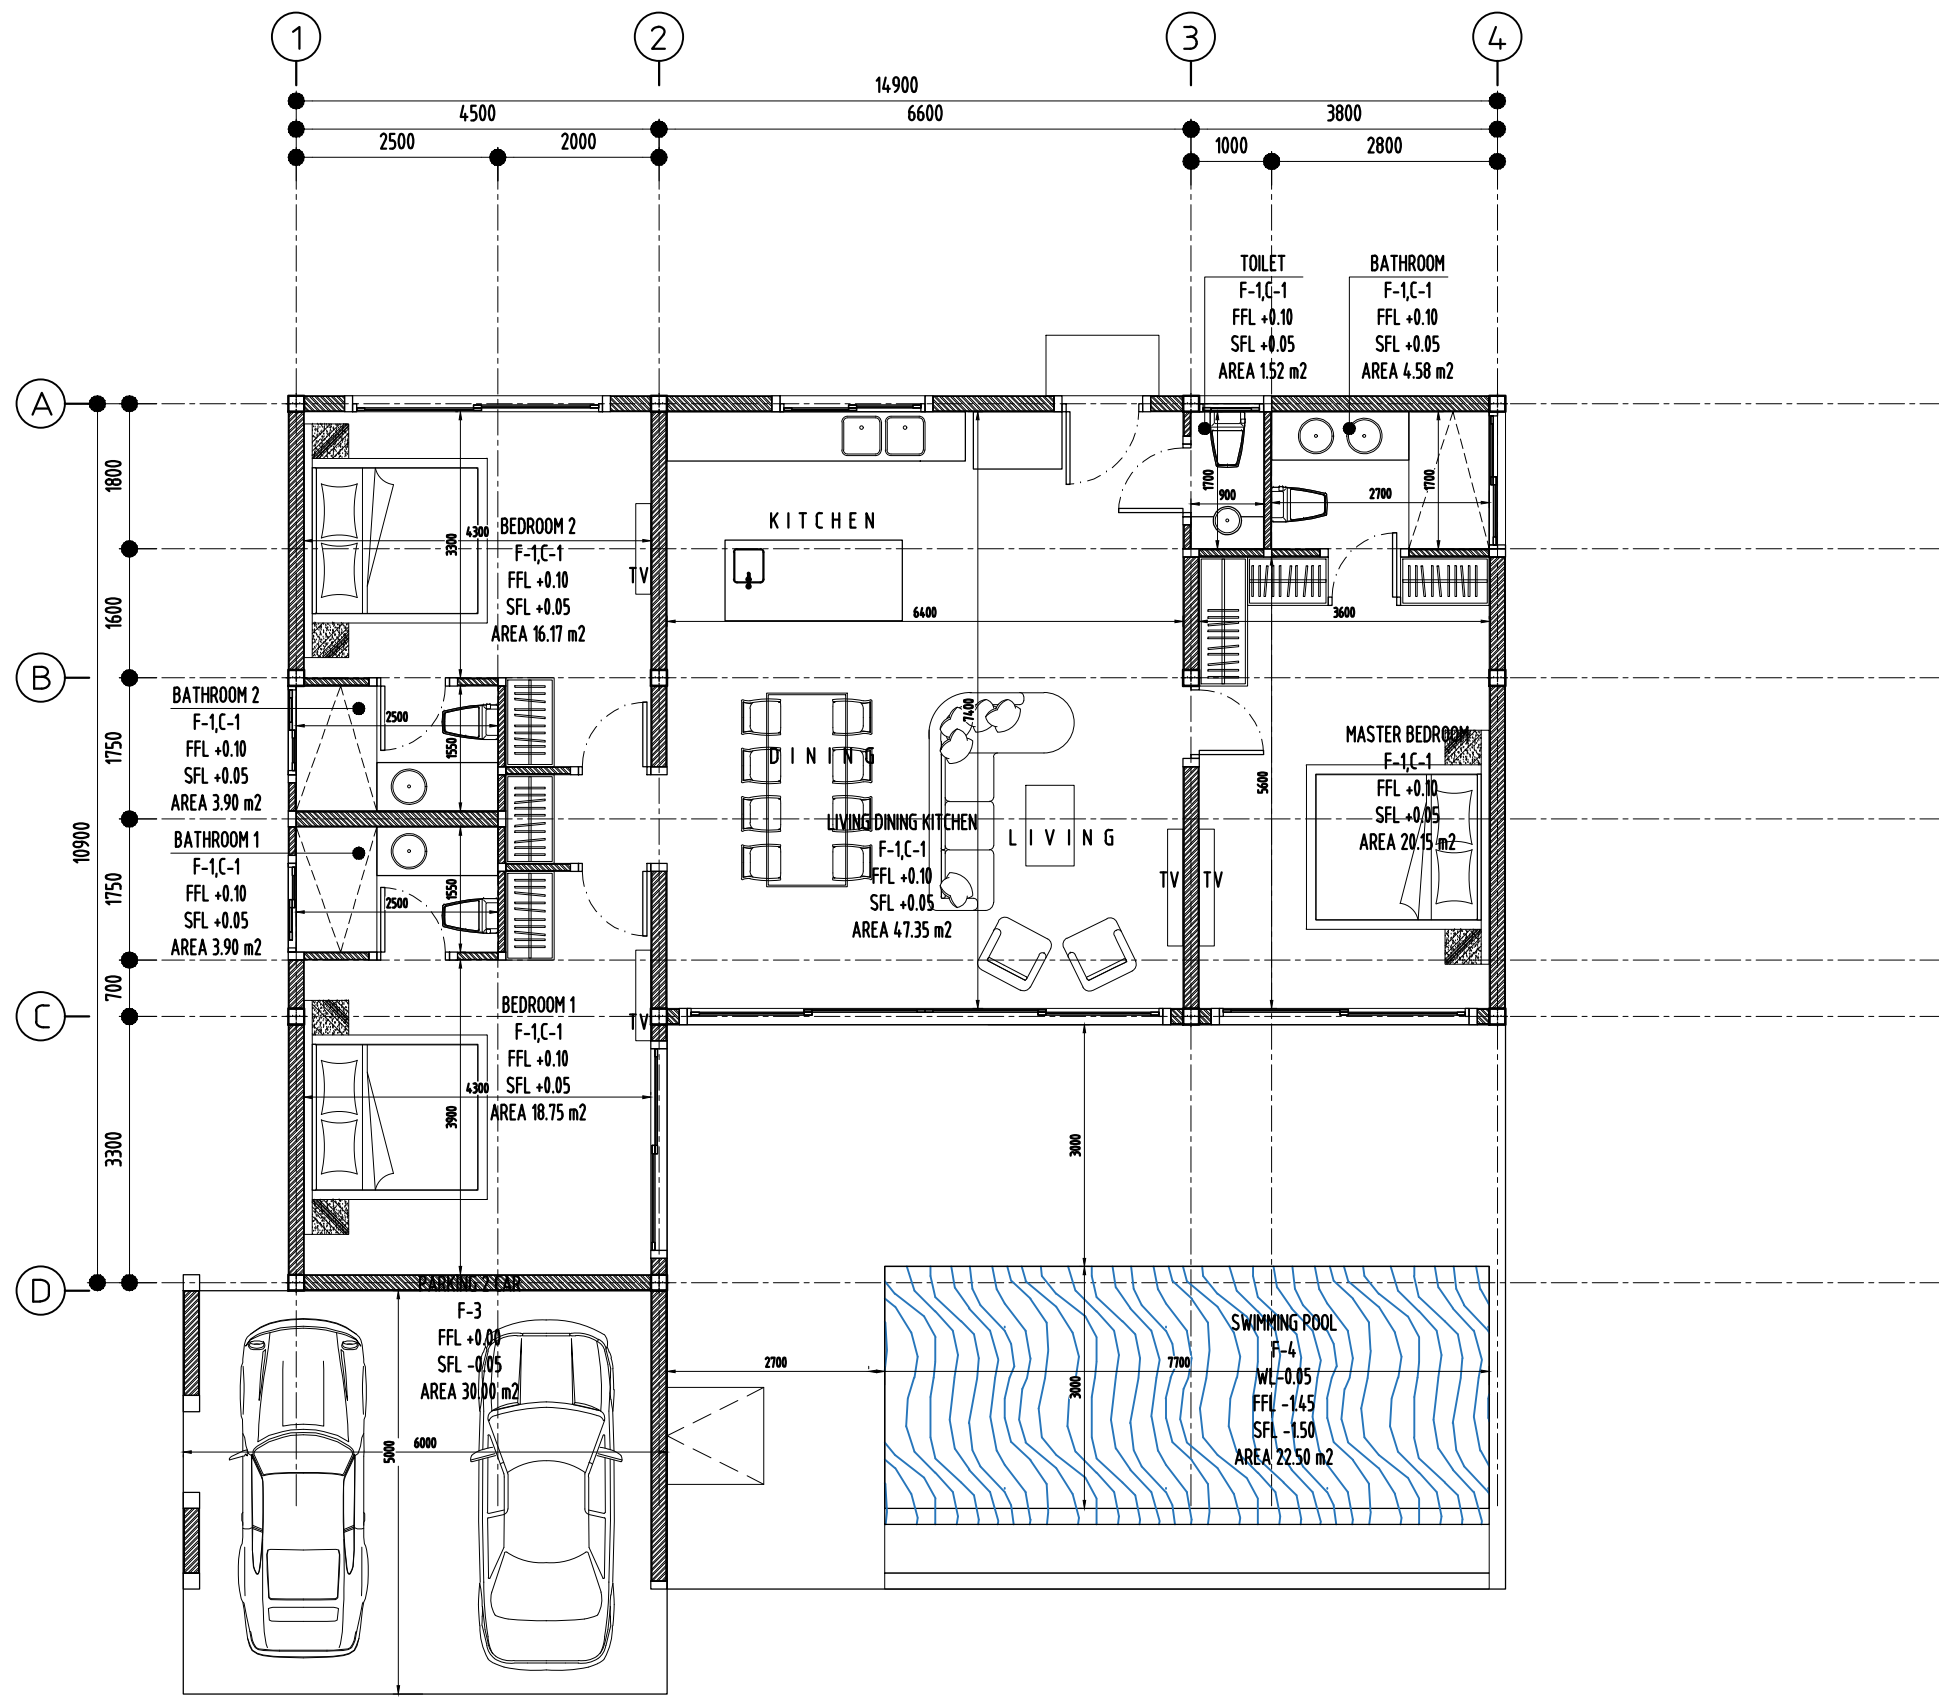 1
2
3
4
14900
4500
6600
3800
2500
2000
1000
2800
TOILET
F-1,C-1
FFL +0.10
SFL +0.05
AREA 1.52 m2
BATHROOM
F-1,C-1
FFL +0.10
SFL +0.05
AREA 4.58 m2
A
B
C
D
10900
1800
1600
1750
1750
700
3300
BEDROOM 2
F-1,C-1
FFL +0.10
SFL +0.05
AREA 16.17 m2
4300
3300
TV
KITCHEN
6400
7400
1700
900
2700
1700
3600
BATHROOM 2
F-1,C-1
FFL +0.10
SFL +0.05
AREA 3.90 m2
2500
1550
BATHROOM 1
F-1,C-1
FFL +0.10
SFL +0.05
AREA 3.90 m2
2500
1550
DINING
LIVING DINING KITCHEN
F-1,C-1
FFL +0.10
SFL +0.05
AREA 47.35 m2
LIVING
TV
TV
MASTER BEDROOM
F-1,C-1
FFL +0.10
SFL +0.05
AREA 20.15 m2
5600
BEDROOM 1
F-1,C-1
FFL +0.10
SFL +0.05
AREA 18.75 m2
4300
3900
TV
3000
PARKING 2 CAR
F-3
FFL +0.00
SFL -0.05
AREA 30.00 m2
6000
5000
2700
7700
3000
SWIMMING POOL
F-4
WL-0.05
FFL -1.45
SFL -1.50
AREA 22.50 m2